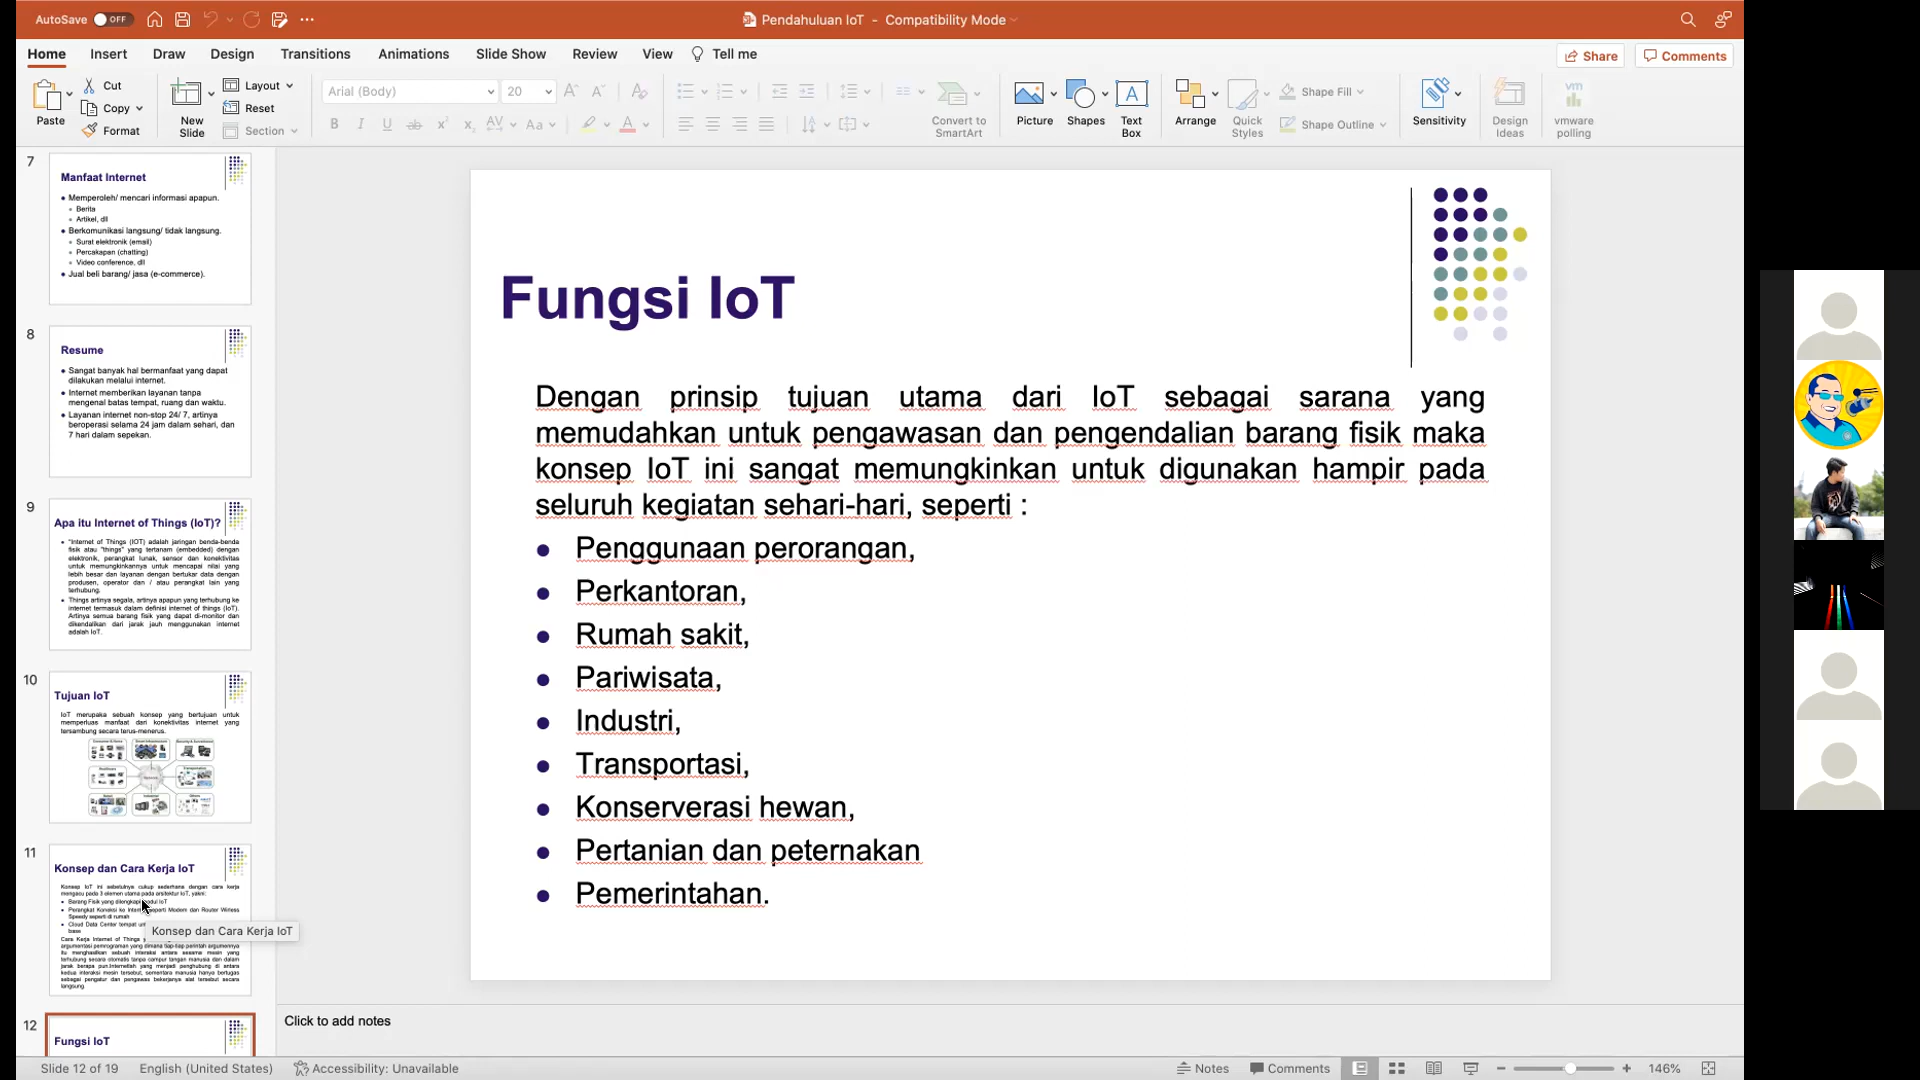 AutoSave OFF
Pendahuluan IoT - Compatibility Mode
Home Insert Draw Design Transitions Animations Slide Show Review View Tell me
Share Comments
Paste
Cut
Copy
Format
New Slide
Layout
Reset
Section
Arial (Body) 20
Convert to SmartArt
Picture
Shapes
Text Box
Arrange
Quick Styles
Shape Fill
Shape Outline
Sensitivity
Design Ideas
vm
vmware polling
7
Manfaat Internet
Memperoleh/ mencari informasi apapun.
Berita
Artikel, dll
Berkomunikasi langsung/ tidak langsung.
Surat elektronik (email)
Percakapan (chatting)
Video conference, dll
Jual beli barang/ jasa (e-commerce).
8
Resume
Sangat banyak hal bermanfaat yang dapat
dilakukan melalui internet.
Internet memberikan layanan tanpa
mengenal batas tempat, ruang dan waktu.
Layanan internet non-stop 24/ 7, artinya
beroperasi selama 24 jam dalam sehari, dan
7 hari dalam sepekan.
9
Apa itu Internet of Things (IoT)?
"Internet of Things (IOT) adalah jaringan benda-benda
fisik atau "things" yang tertanam (embedded) dengan
elektronik, perangkat lunak, sensor dan konektivitas
untuk memungkinkannya untuk mencapai nilai yang
lebih besar dan layanan dengan bertukar data dengan
produsen, operator dan / atau perangkat lain yang
terhubung.
Things artinya segala, artinya apapun yang terhubung ke
internet termasuk dalam definisi internet of things (IoT).
Artinya semua barang fisik yang dapat di-monitor dan
dikendalikan dari jarak jauh menggunakan internet
adalah IoT.
10
Tujuan IoT
IoT merupaka sebuah konsep yang bertujuan untuk
memperluas manfaat dari konektivitas internet yang
tersambung secara terus-menerus.
11
Konsep dan Cara Kerja IoT
Konsep IoT ini sebetulnya cukup sederhana dengan cara kerja
mengacu pada 3 elemen utama pada arsitektur IoT, yakni:
Barang Fisik yang dilengkapi modul IoT
Perangkat Koneksi ke Internet seperti Modem dan Router Wirless
Speedy seperti di rumah
Cloud Data Center tempat
base
Cara Kerja Internet of Things
argumentasi pemrograman yang dimana tiap-tiap perintah argumennya
itu menghasilkan sebuah interaksi antara sesama mesin yang
terhubung secara otomatis tanpa campur tangan manusia dan dalam
jarak berapa pun.Internetlah yang menjadi penghubung di antara
kedua interaksi mesin tersebut, sementara manusia hanya bertugas
sebagai pengatur dan pengawas bekerjanya alat tersebut secara
langsung
Konsep dan Cara Kerja IoT
12
Fungsi IoT
Fungsi IoT
Dengan prinsip tujuan utama dari IoT sebagai sarana yang
memudahkan untuk pengawasan dan pengendalian barang fisik maka
konsep IoT ini sangat memungkinkan untuk digunakan hampir pada
seluruh kegiatan sehari-hari, seperti :
Penggunaan perorangan,
Perkantoran,
Rumah sakit,
Pariwisata,
Industri,
Transportasi,
Konserverasi hewan,
Pertanian dan peternakan
Pemerintahan.
Click to add notes
Slide 12 of 19 English (United States) Accessibility: Unavailable Notes Comments 146%